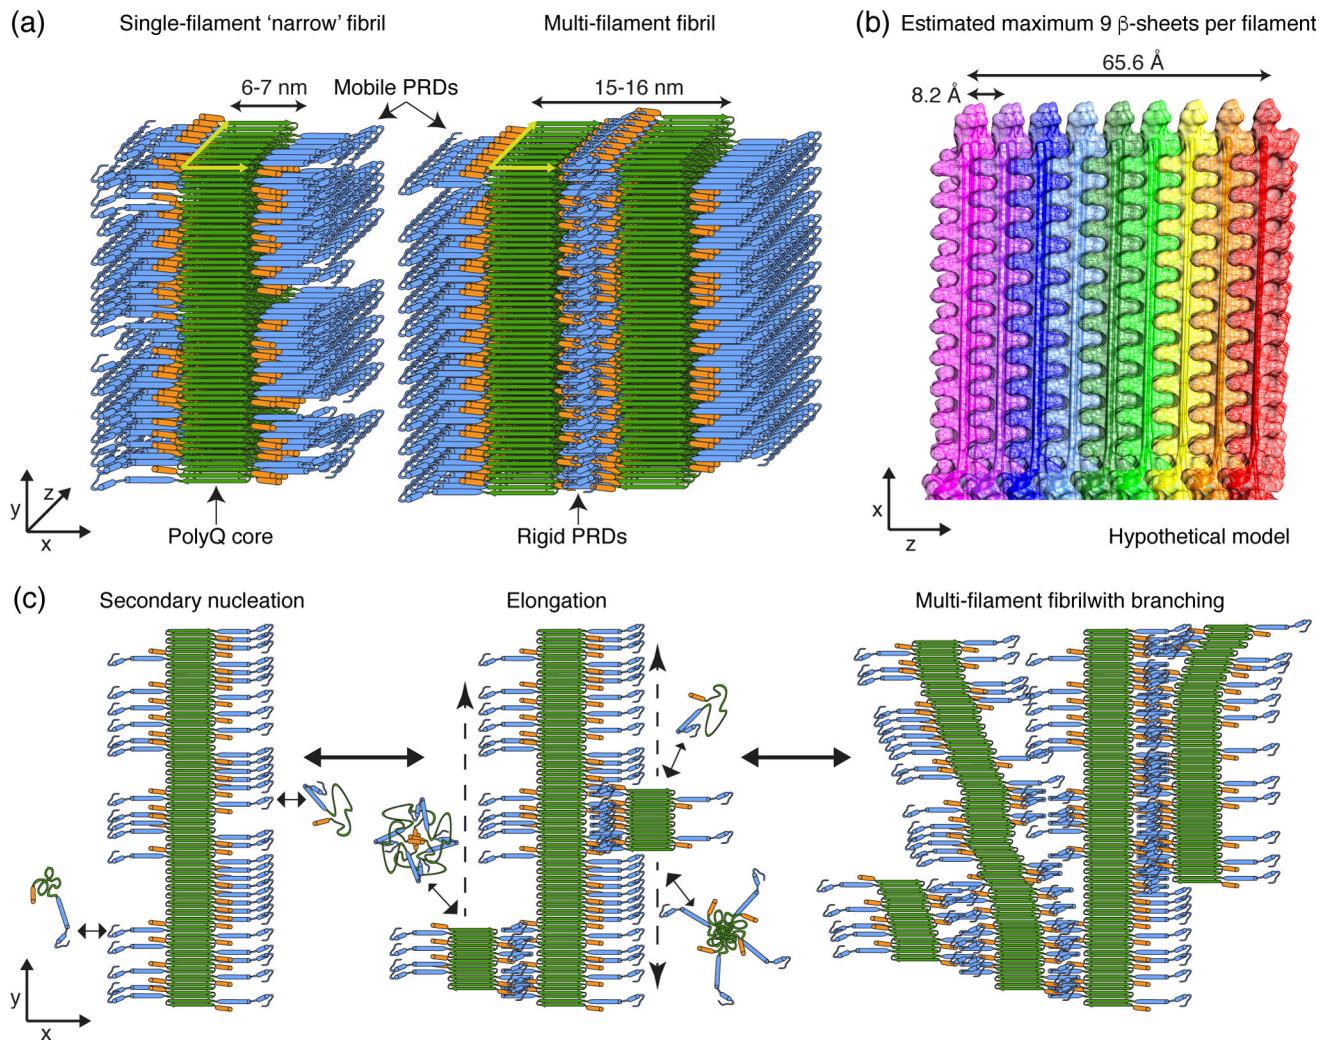 (a)
Single-filament ‘narrow’ fibril
Multi-filament fibril
6-7 nm
Mobile PRDs
15-16 nm
y
z
x
PolyQ core
Rigid PRDs
(b)
Estimated maximum 9 β-sheets per filament
65.6 Å
8.2 Å
x
z
Hypothetical model
(c)
Secondary nucleation
Elongation
Multi-filament fibrilwith branching
y
x